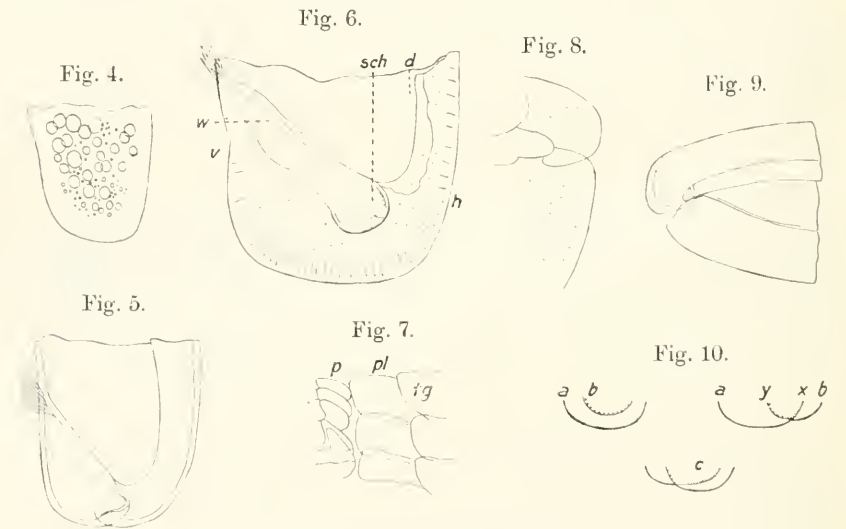 Fig. 4.
Fig. 6.
sch d
w
v
h
Fig. 8.
Fig. 9.
Fig. 5.
Fig. 7.
p pl tg
Fig. 10.
a b
a y x b
c